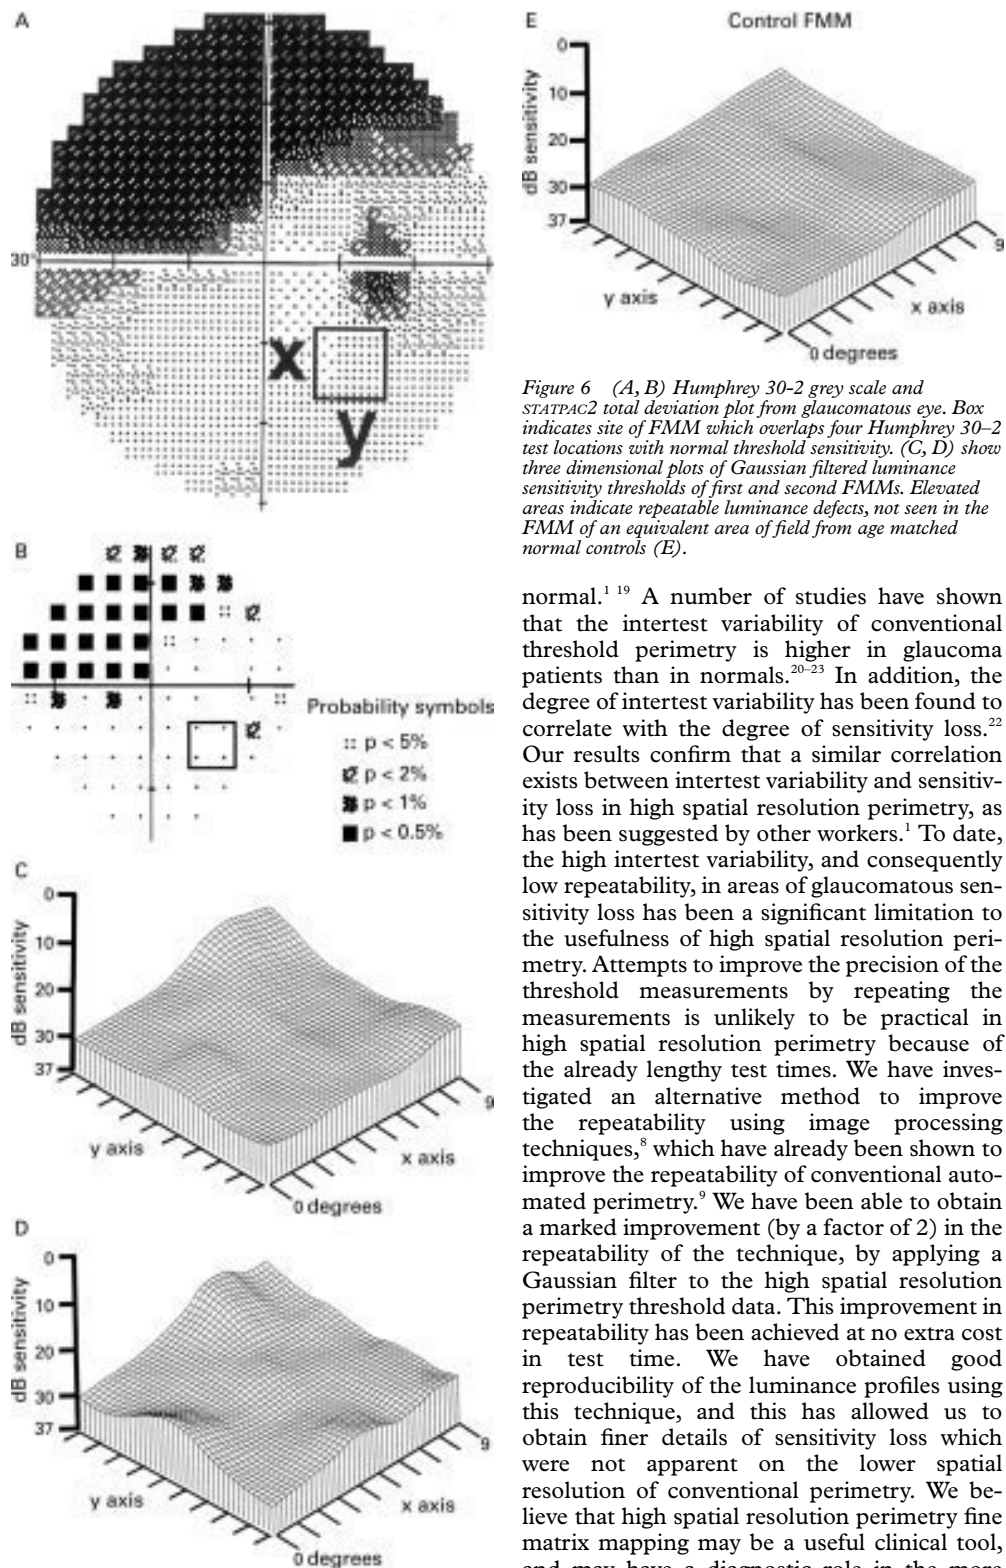 A
30°
x
y
B
Probability symbols
p < 5%
p < 2%
p < 1%
p < 0.5%
C
0
10
20
30
37
dB sensitivity
y axis
x axis
9
0 degrees
D
0
10
20
30
37
dB sensitivity
y axis
x axis
9
0 degrees
E
Control FMM
0
10
20
30
37
dB sensitivity
y axis
x axis
9
0 degrees
Figure 6 (A, B) Humphrey 30-2 grey scale and
STATPAC2 total deviation plot from glaucomatous eye. Box
indicates site of FMM which overlaps four Humphrey 30–2
test locations with normal threshold sensitivity. (C, D) show
three dimensional plots of Gaussian filtered luminance
sensitivity thresholds of first and second FMMs. Elevated
areas indicate repeatable luminance defects, not seen in the
FMM of an equivalent area of field from age matched
normal controls (E).
normal.1 19 A number of studies have shown
that the intertest variability of conventional
threshold perimetry is higher in glaucoma
patients than in normals.20–23 In addition, the
degree of intertest variability has been found to
correlate with the degree of sensitivity loss.22
Our results confirm that a similar correlation
exists between intertest variability and sensitiv-
ity loss in high spatial resolution perimetry, as
has been suggested by other workers.1 To date,
the high intertest variability, and consequently
low repeatability, in areas of glaucomatous sen-
sitivity loss has been a significant limitation to
the usefulness of high spatial resolution peri-
metry. Attempts to improve the precision of the
threshold measurements by repeating the
measurements is unlikely to be practical in
high spatial resolution perimetry because of
the already lengthy test times. We have inves-
tigated an alternative method to improve
the repeatability using image processing
techniques,8 which have already been shown to
improve the repeatability of conventional auto-
mated perimetry.9 We have been able to obtain
a marked improvement (by a factor of 2) in the
repeatability of the technique, by applying a
Gaussian filter to the high spatial resolution
perimetry threshold data. This improvement in
repeatability has been achieved at no extra cost
in test time. We have obtained good
reproducibility of the luminance profiles using
this technique, and this has allowed us to
obtain finer details of sensitivity loss which
were not apparent on the lower spatial
resolution of conventional perimetry. We be-
lieve that high spatial resolution perimetry fine
matrix mapping may be a useful clinical tool,
and may have a diagnostic role in the more